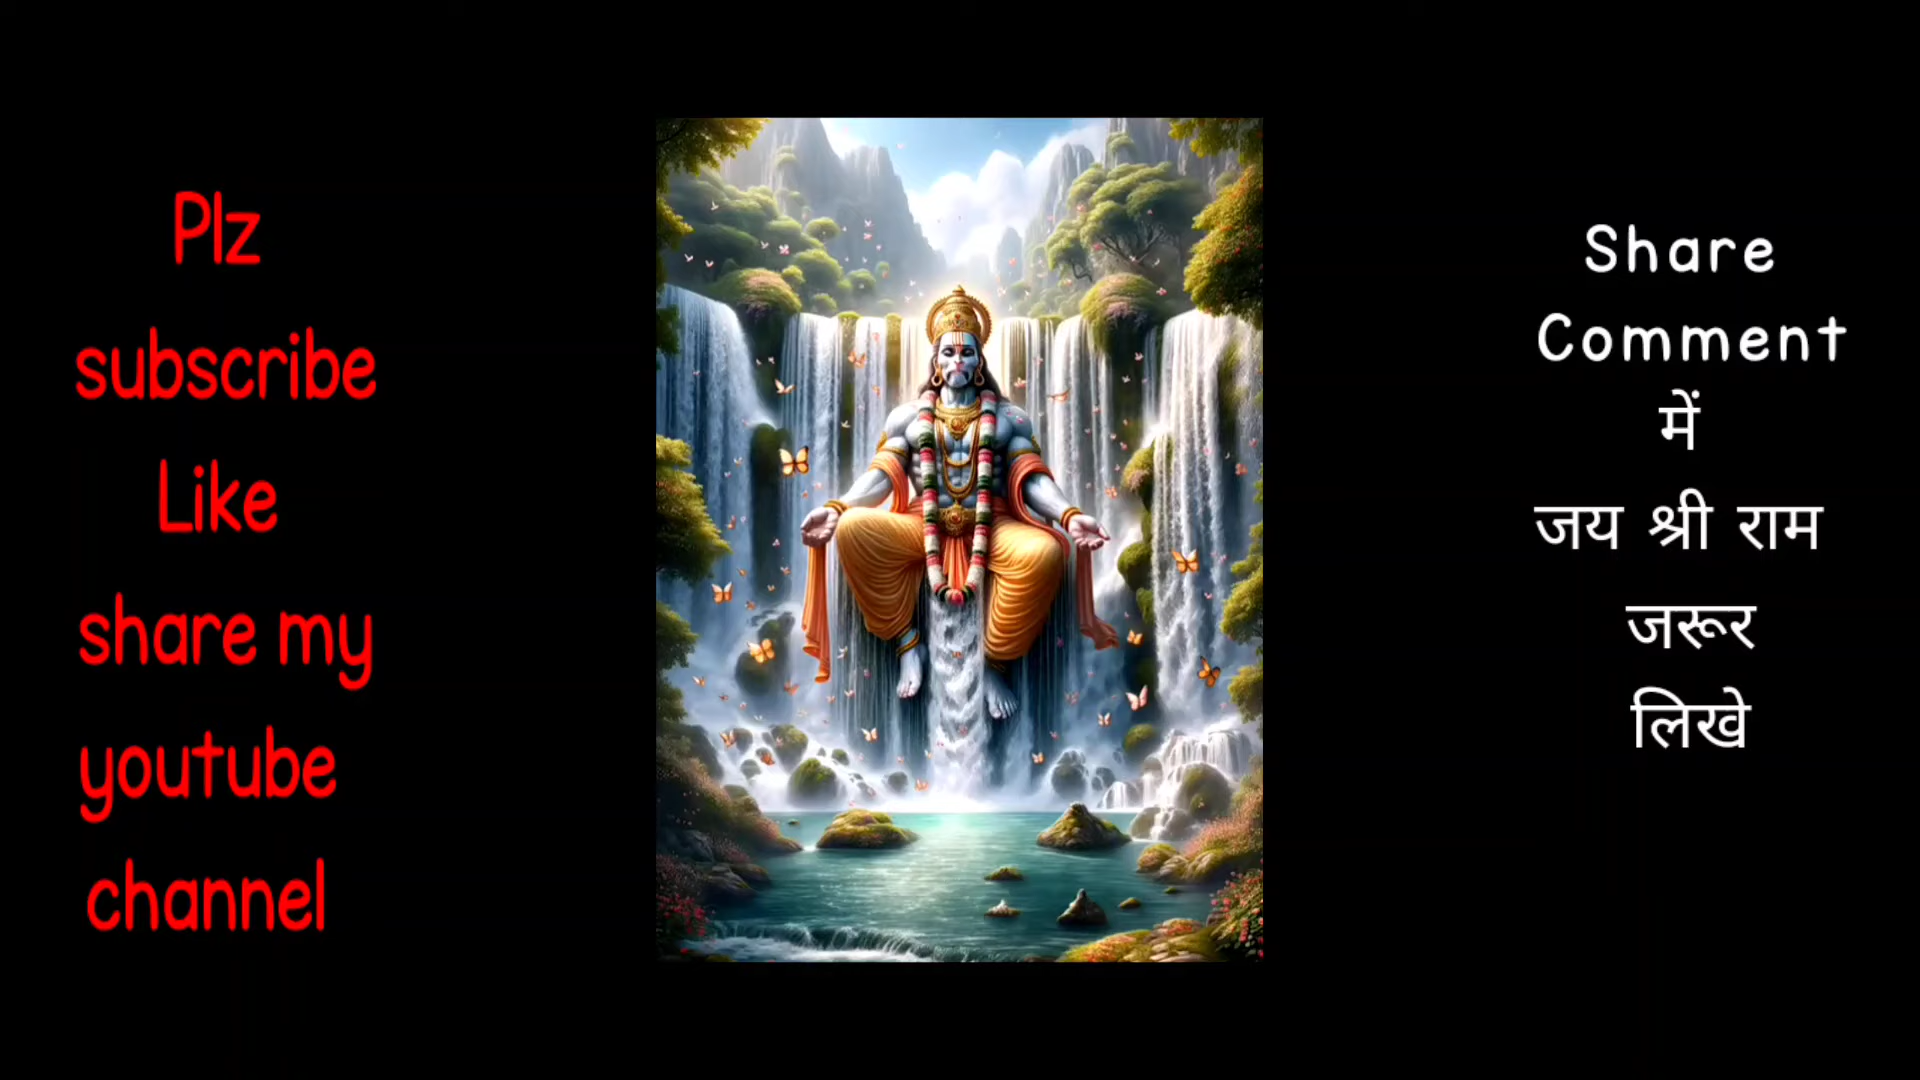 Plz
subscribe
Like
share my
youtube
channel
Share
Comment
में
जय श्री राम
जरूर
लिखे